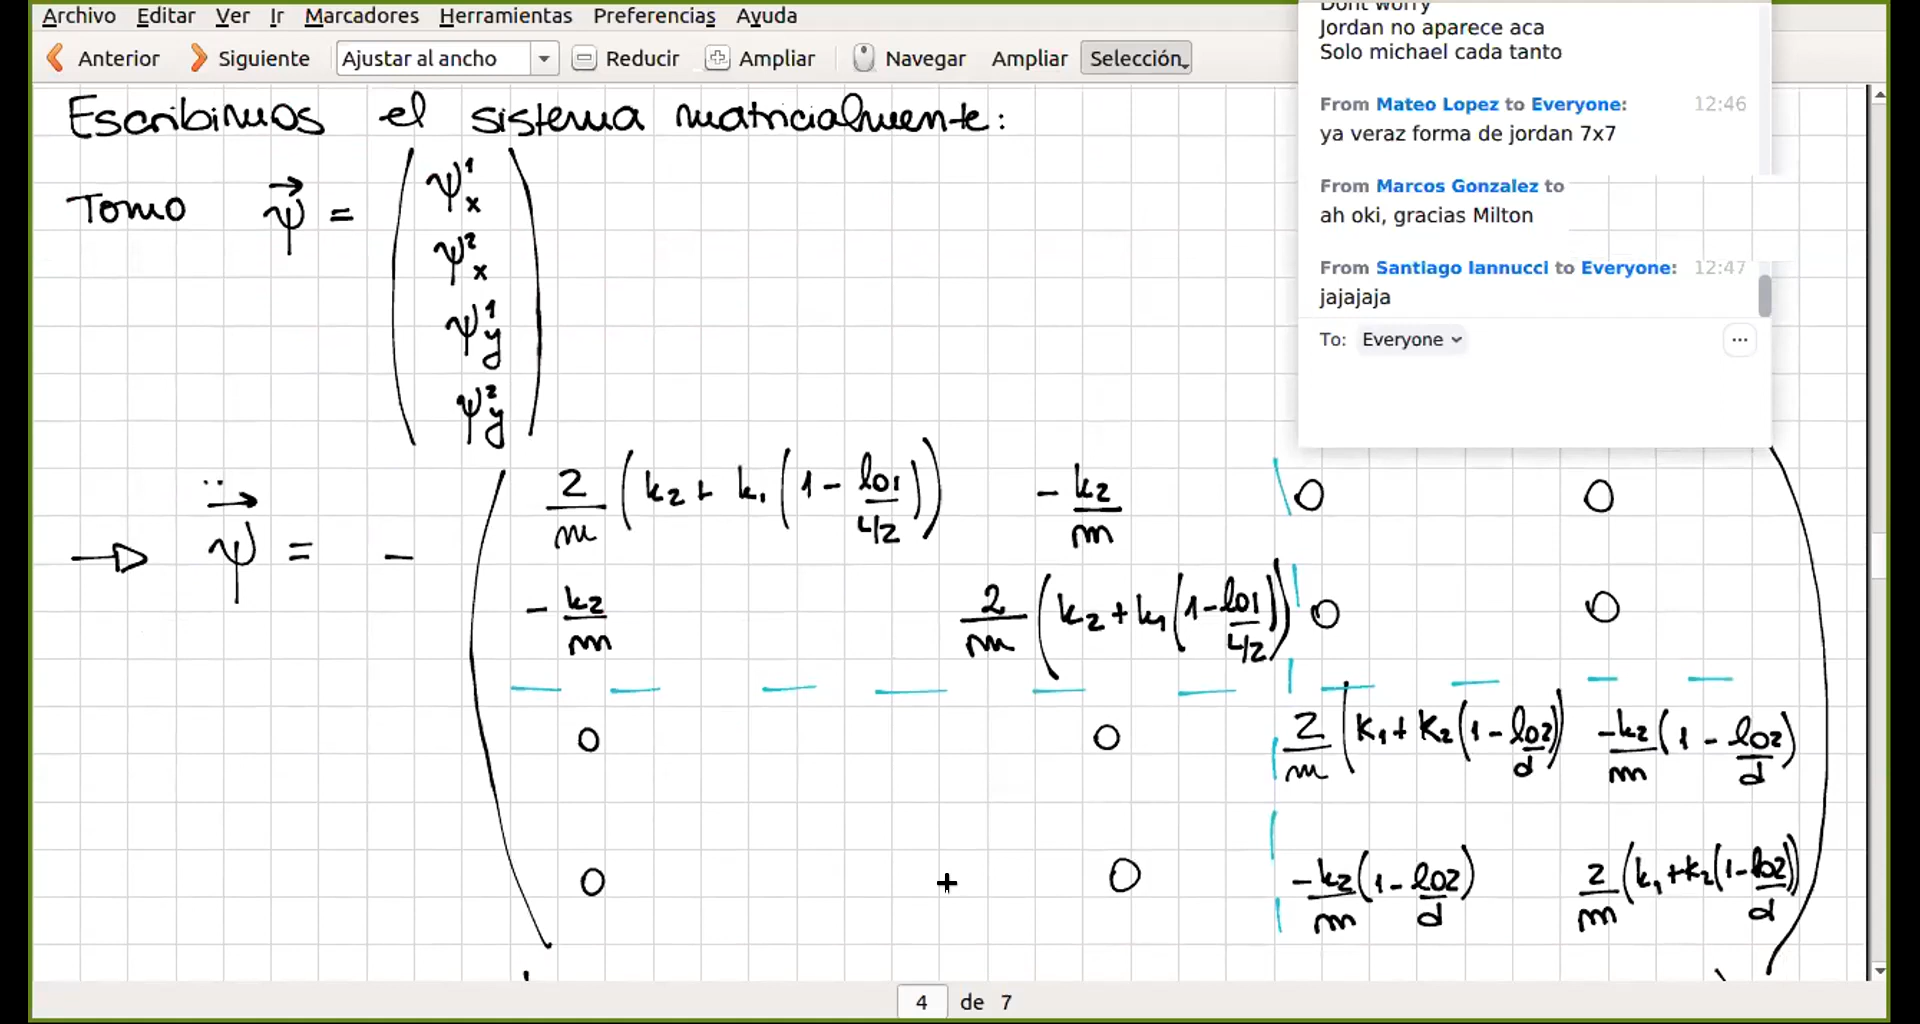 Archivo Editar Ver Ir Marcadores Herramientas Preferencias Ayuda
Anterior Siguiente Ajustar al ancho Reducir Ampliar Navegar Ampliar Selección
Dont worry
Jordan no aparece aca
Solo michael cada tanto
From Mateo Lopez to Everyone: 12:46
ya veraz forma de jordan 7x7
From Marcos Gonzalez to
ah oki, gracias Milton
From Santiago Iannucci to Everyone: 12:47
jajajaja
To: Everyone
Escribimos el sistema matricialmente:
Tomo ψ⃗ = ( ψ¹x
ψ²x
ψ¹y
ψ²y )
→ ψ⃗̈ = - ( 2/m (k₂ + k₁ (1 - l01/L/2)) -k₂/m 0 0
-k₂/m 2/m (k₂ + k₁ (1 - l01/L/2)) 0 0
0 0 2/m (k₁ + k₂ (1 - l02/d) -k₂/m (1 - l02/d)
0 0 -k₂/m (1 - l02/d) 2/m (k₁ + k₂ (1 - l02/d)) )
4 de 7